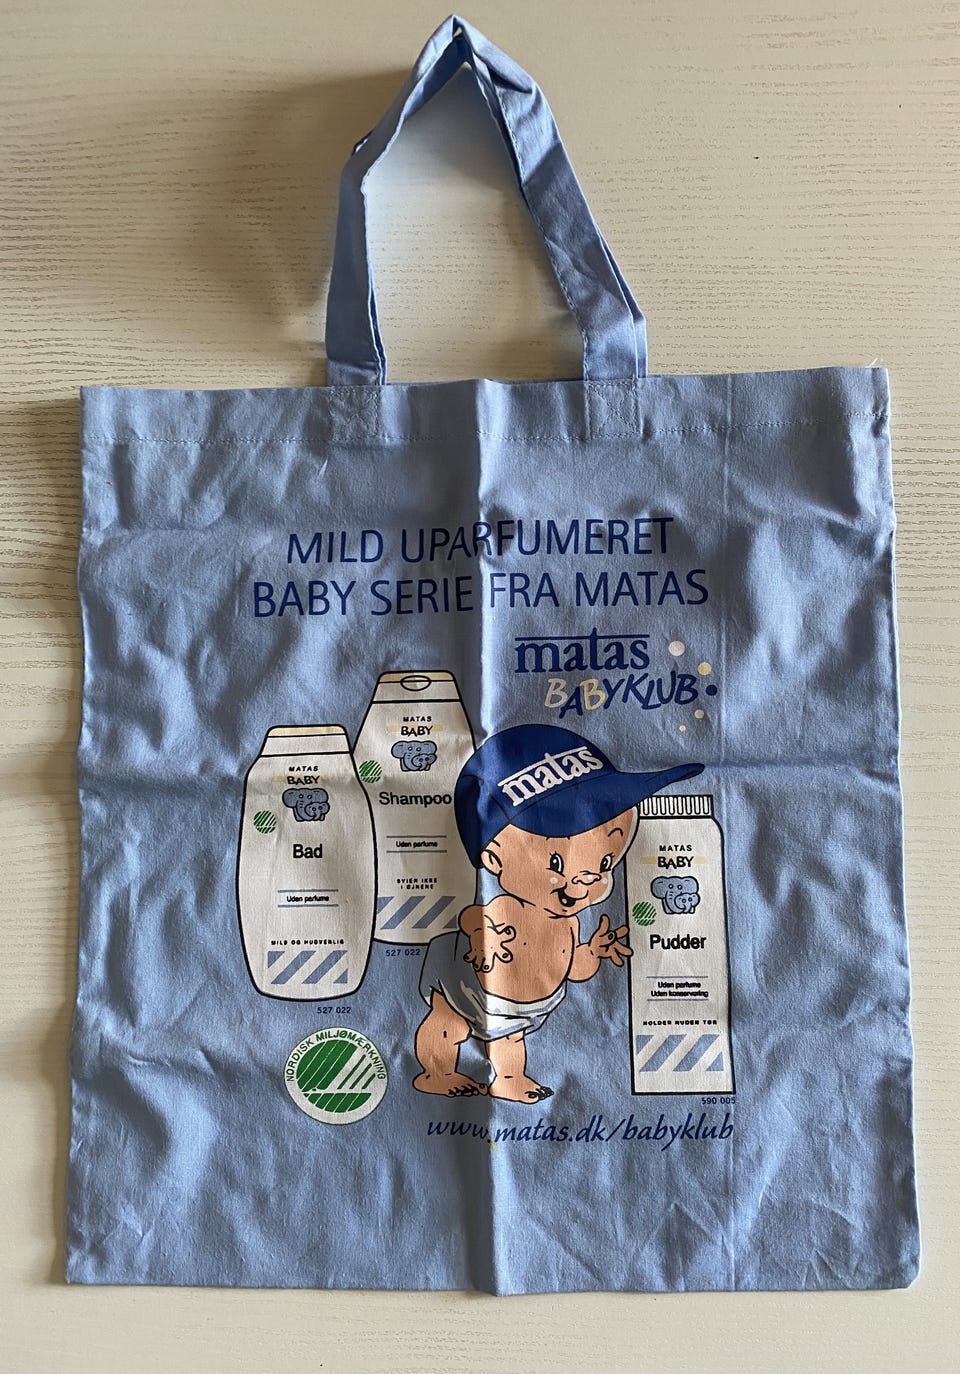 MILD UPARFUMERET
BABY SERIE FRA MATAS
matas
BABYKLUB
MATAS
BABY
Bad
Uden parfume
MILD OG HUDVENLIG
527 022
MATAS
BABY
Shampoo
Uden parfume
SVIER IKKE
I ØJNENE
527 022
matas
MATAS
BABY
Pudder
Uden parfume
Uden konservering
HOLDER HUDEN TØR
590 005
NORDISK MILJØMÆRKNING
www.matas.dk/babyklub